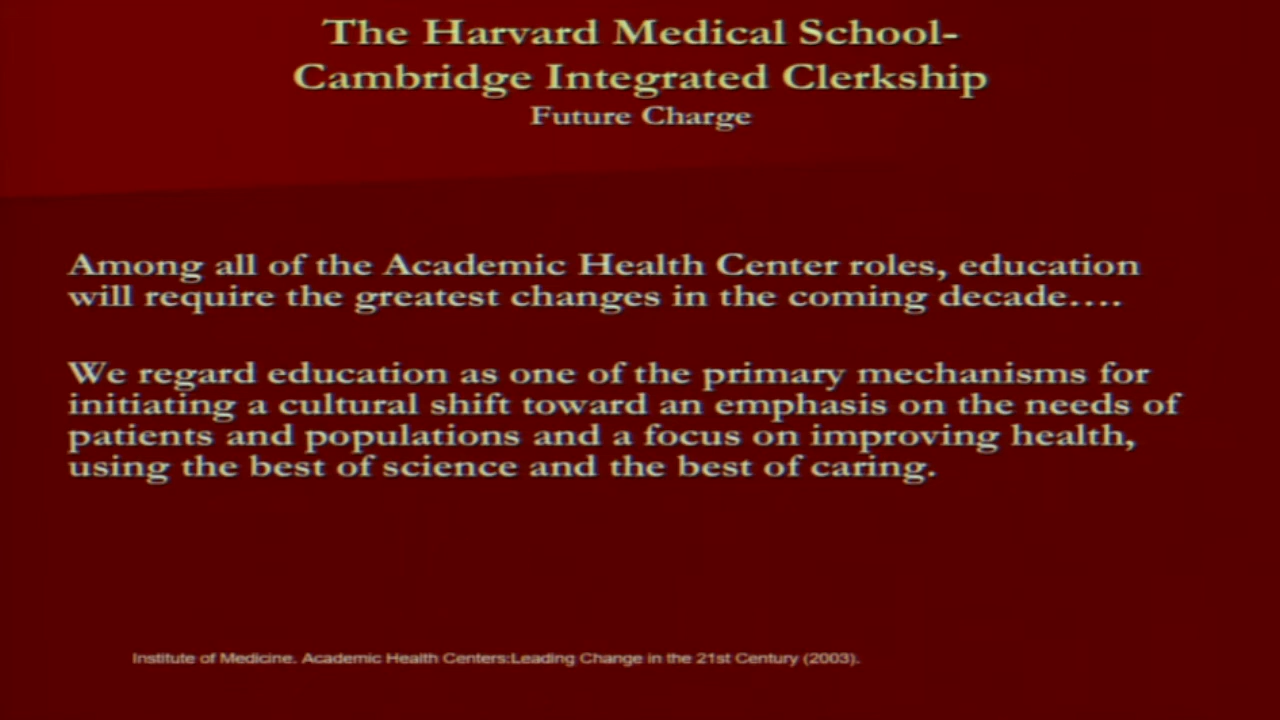 The Harvard Medical School-
Cambridge Integrated Clerkship
Future Charge
Among all of the Academic Health Center roles, education
will require the greatest changes in the coming decade....
We regard education as one of the primary mechanisms for
initiating a cultural shift toward an emphasis on the needs of
patients and populations and a focus on improving health,
using the best of science and the best of caring.
Institute of Medicine. Academic Health Centers:Leading Change in the 21st Century (2003).